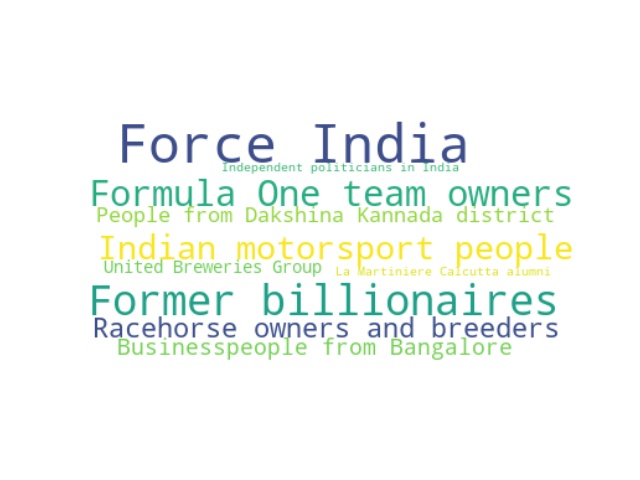 Force India
Independent politicians in India
Formula One team owners
People from Dakshina Kannada district
Indian motorsport people
United Breweries Group
La Martiniere Calcutta alumni
Former billionaires
Racehorse owners and breeders
Businesspeople from Bangalore